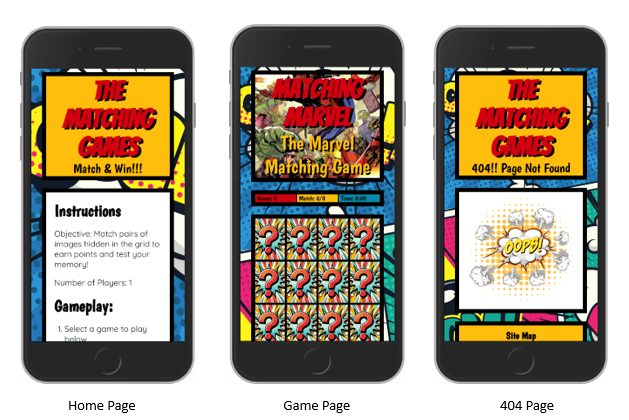 THE
MATCHING
GAMES
Match & Win!!!
Instructions
Objective: Match pairs of
images hidden in the grid to
earn points and test your
memory!
Number of Players: 1
Gameplay:
1. Select a game to play
below
Home Page
MATCHING
MARVEL
The Marvel
Matching Game
Match: 0/8 Time: 0:00
? ? ? ?
? ? ? ?
? ? ? ?
Game Page
THE
MATCHING
GAMES
404!! Page Not Found
OOPS!
Site Map
404 Page